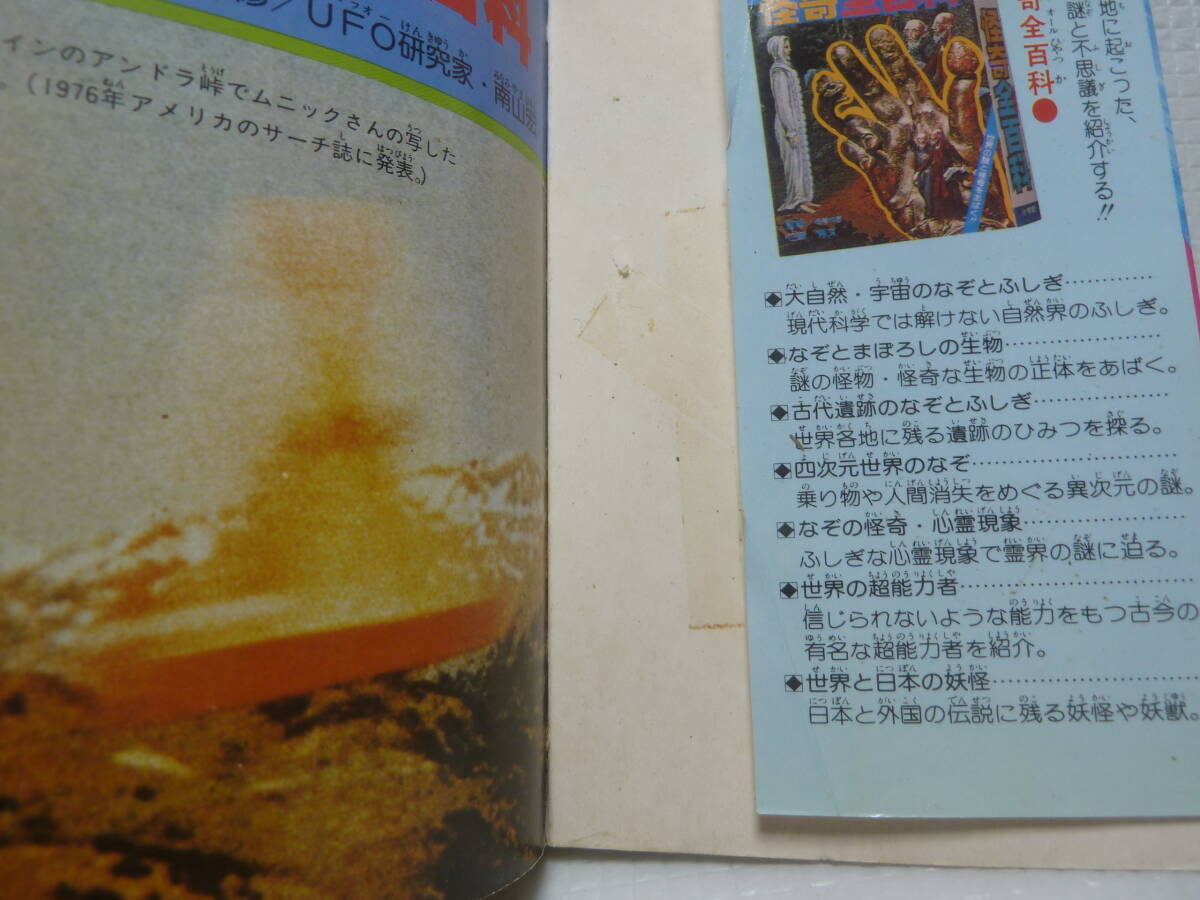 科
修/UFO研究家・南山宏
インのアンドラ峠でムニックさんの写した
。(1976年アメリカのサーチ誌に発表。)
怪奇全百科
怪奇全百科
奇全百科●
地に起こった、
謎と不思議を紹介する!!
◆大自然・宇宙のなぞとふしぎ…………
現代科学では解けない自然界のふしぎ。
◆なぞとまぼろしの生物………………
謎の怪物・怪奇な生物の正体をあばく。
◆古代遺跡のなぞとふしぎ……………
世界各地に残る遺跡のひみつを探る。
◆四次元世界のなぞ……………………
乗り物や人間消失をめぐる異次元の謎。
◆なぞの怪奇・心霊現象………………
ふしぎな心霊現象で霊界の謎に迫る。
◆世界の超能力者………………………
信じられないような能力をもつ古今の
有名な超能力者を紹介。
◆世界と日本の妖怪……………………
日本と外国の伝説に残る妖怪や妖獣。